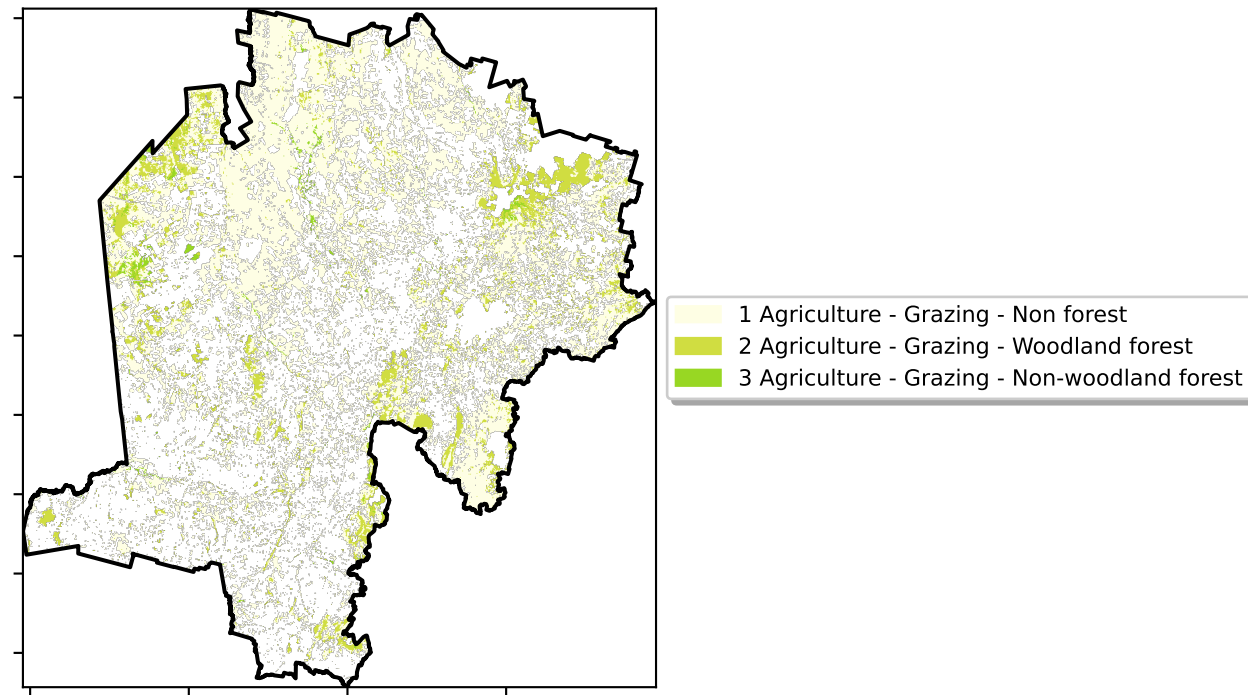 1 Agriculture - Grazing - Non forest
2 Agriculture - Grazing - Woodland forest
3 Agriculture - Grazing - Non-woodland forest